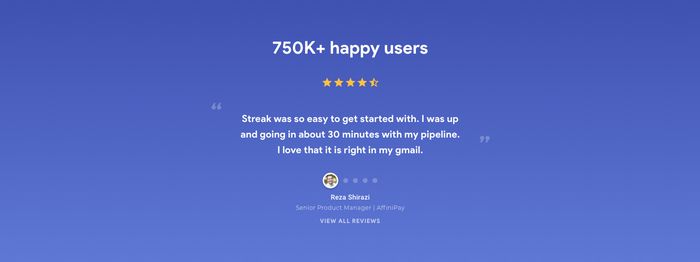 750K+ happy users
“
Streak was so easy to get started with. I was up
and going in about 30 minutes with my pipeline.
I love that it is right in my gmail.
”
Reza Shirazi
Senior Product Manager | AffiniPay
VIEW ALL REVIEWS